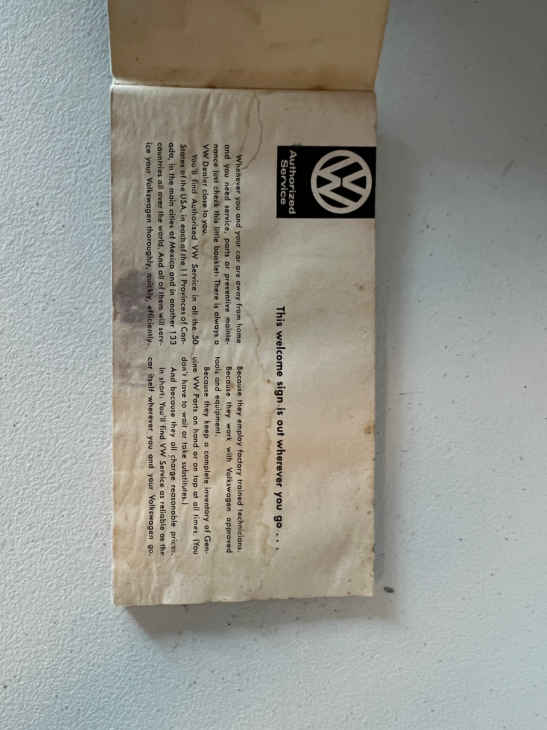 VW
Authorized
Service
This welcome sign is out wherever you go . . .
Whenever you and your car are away from home
and you need service, parts or preventive mainte-
nance just check this little booklet. There is always a
VW Dealer close to you.
You'll find Authorized VW Service in all the 50
States of the USA, in each of the 11 Provinces of Can-
ada, in the main cities of Mexico and in another 133
countries all over the world. And all of them will serv-
ice your Volkswagen thoroughly, quickly, efficiently.
Because they employ factory trained technicians.
Because they work with Volkswagen approved
tools and equipment.
Because they keep a complete inventory of Gen-
uine VW Parts on hand or on tap at all times. (You
don't have to wait or take substitutes.)
And because they all charge reasonable prices.
In short: You'll find VW Service as reliable as the
car itself wherever you and your Volkswagen go.